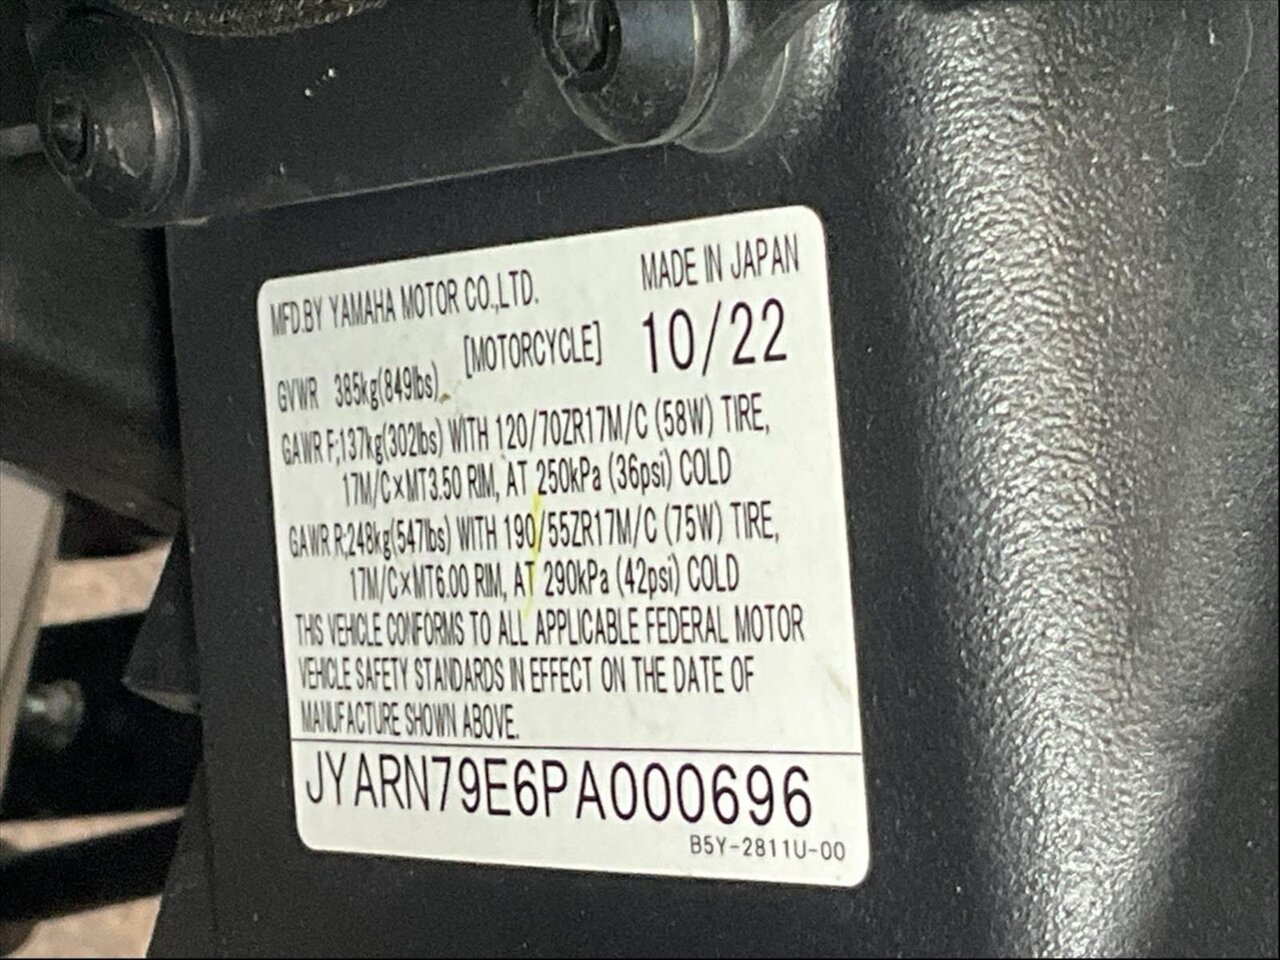 MFD.BY YAMAHA MOTOR CO.,LTD.
MADE IN JAPAN
[MOTORCYCLE]
10/22
GVWR 385kg(849lbs)
GAWR F;137kg(302lbs) WITH 120/70ZR17M/C (58W) TIRE,
17M/C×MT3.50 RIM, AT 250kPa (36psi) COLD
GAWR R;248kg(547lbs) WITH 190/55ZR17M/C (75W) TIRE,
17M/C×MT6.00 RIM, AT 290kPa (42psi) COLD
THIS VEHICLE CONFORMS TO ALL APPLICABLE FEDERAL MOTOR
VEHICLE SAFETY STANDARDS IN EFFECT ON THE DATE OF
MANUFACTURE SHOWN ABOVE.
JYARN79E6PA000696
B5Y-2811U-00